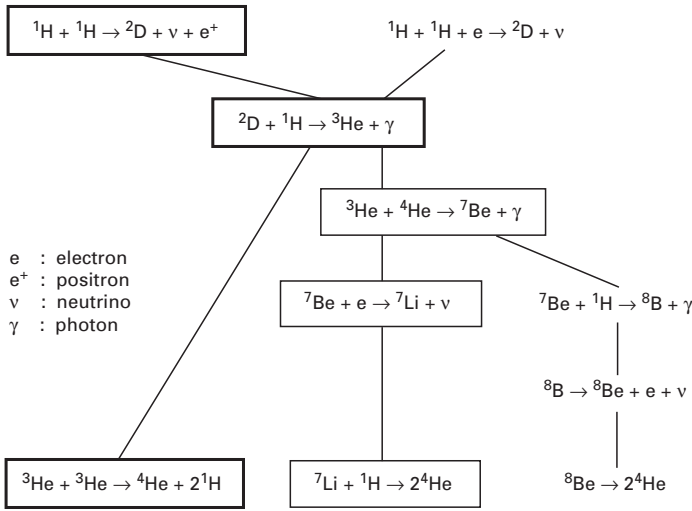 ¹H + ¹H → ²D + ν + e⁺
¹H + ¹H + e → ²D + ν
²D + ¹H → ³He + γ
³He + ⁴He → ⁷Be + γ
e : electron
e⁺ : positron
ν : neutrino
γ : photon
⁷Be + e → ⁷Li + ν
⁷Be + ¹H → ⁸B + γ
⁸B → ⁸Be + e + ν
³He + ³He → ⁴He + 2¹H
⁷Li + ¹H → 2⁴He
⁸Be → 2⁴He